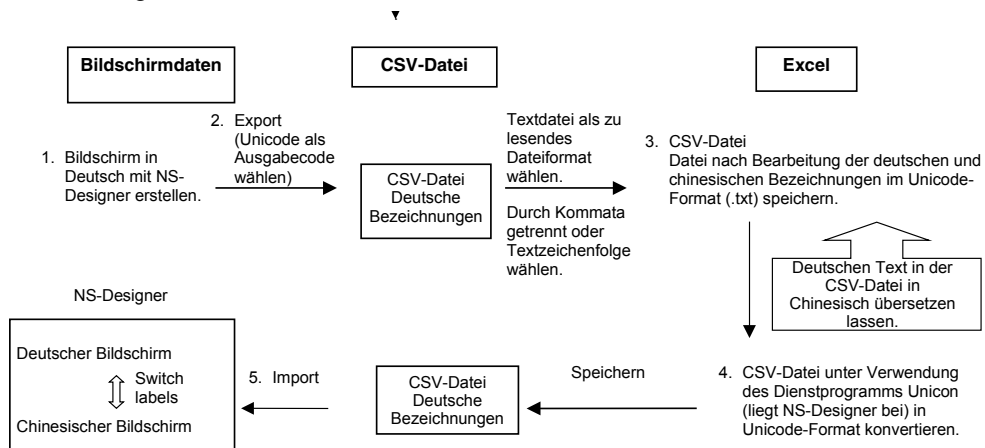 Bildschirmdaten
CSV-Datei
Excel
1. Bildschirm in
Deutsch mit NS-
Designer erstellen.
2. Export
(Unicode als
Ausgabecode
wählen)
CSV-Datei
Deutsche
Bezeichnungen
Textdatei als zu
lesendes
Dateiformat
wählen.
Durch Kommata
getrennt oder
Textzeichenfolge
wählen.
3. CSV-Datei
Datei nach Bearbeitung der deutschen und
chinesischen Bezeichnungen im Unicode-
Format (.txt) speichern.
Deutschen Text in der
CSV-Datei in
Chinesisch übersetzen
lassen.
4. CSV-Datei unter Verwendung
des Dienstprogramms Unicon
(liegt NS-Designer bei) in
Unicode-Format konvertieren.
Speichern
CSV-Datei
Deutsche
Bezeichnungen
5. Import
NS-Designer
Deutscher Bildschirm
Switch
labels
Chinesischer Bildschirm